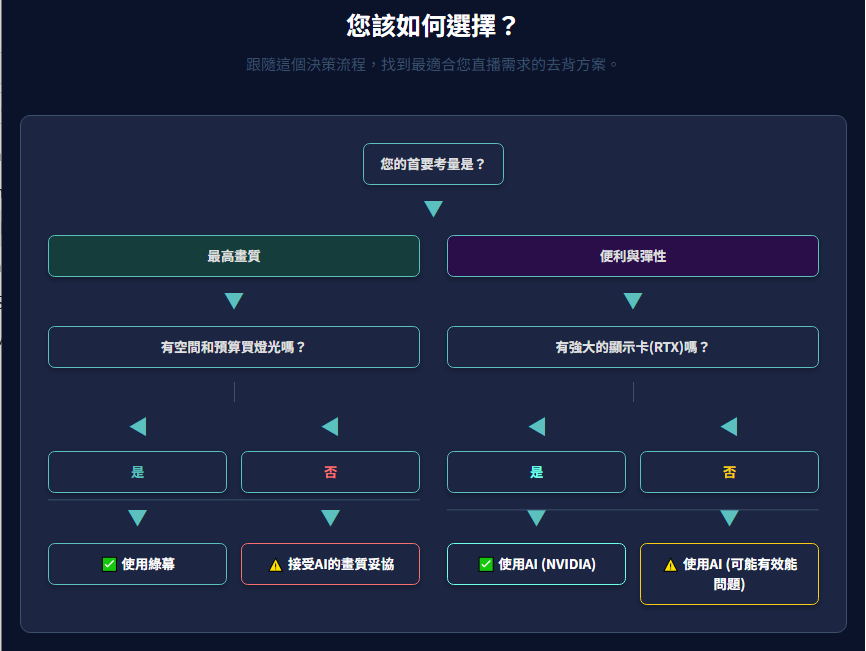 您該如何選擇？
跟隨這個決策流程，找到最適合您直播需求的去背方案。
您的首要考量是？
最高畫質
便利與彈性
有空間和預算買燈光嗎？
有強大的顯示卡(RTX)嗎？
是
否
是
否
✅ 使用綠幕
⚠️ 接受AI的畫質妥協
✅ 使用AI (NVIDIA)
⚠️ 使用AI (可能有效能
問題)